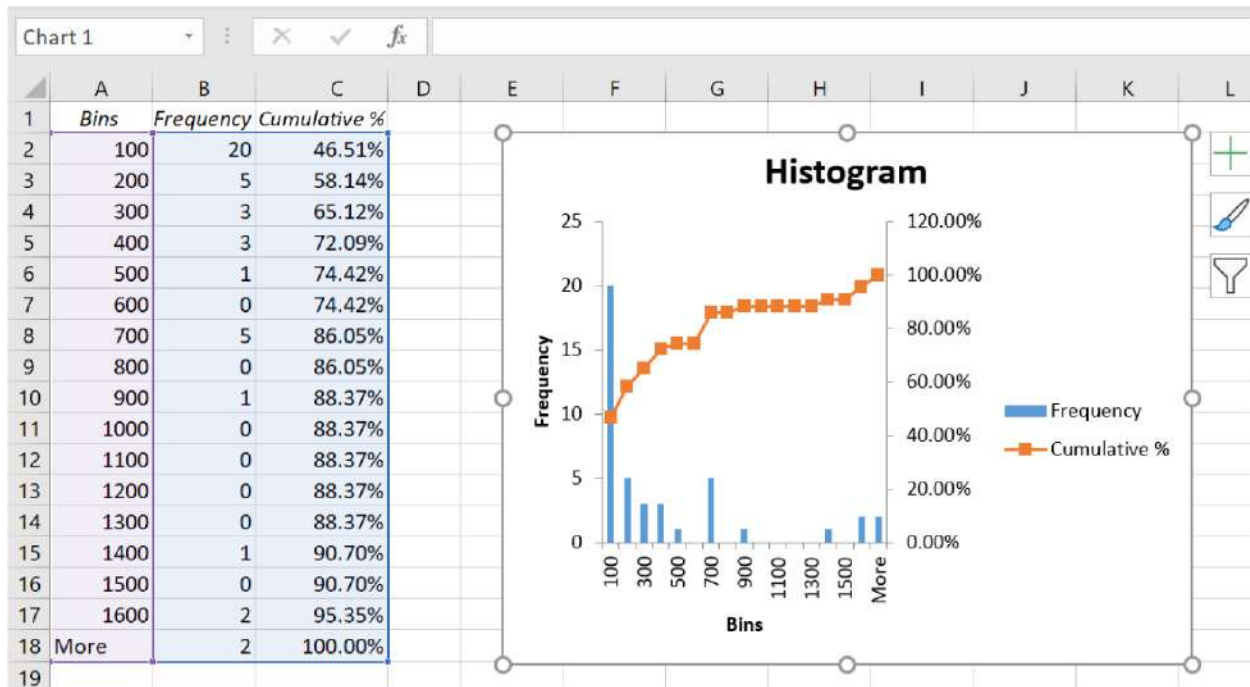 Chart 1 fx
A B C D E F G H I J K L
1 Bins Frequency Cumulative %
2 100 20 46.51%
3 200 5 58.14%
4 300 3 65.12%
5 400 3 72.09%
6 500 1 74.42%
7 600 0 74.42%
8 700 5 86.05%
9 800 0 86.05%
10 900 1 88.37%
11 1000 0 88.37%
12 1100 0 88.37%
13 1200 0 88.37%
14 1300 0 88.37%
15 1400 1 90.70%
16 1500 0 90.70%
17 1600 2 95.35%
18 More 2 100.00%
19
Histogram
Frequency
25
20
15
10
5
0
120.00%
100.00%
80.00%
60.00%
40.00%
20.00%
0.00%
100 300 500 700 900 1100 1300 1500 More
Bins
Frequency
Cumulative %